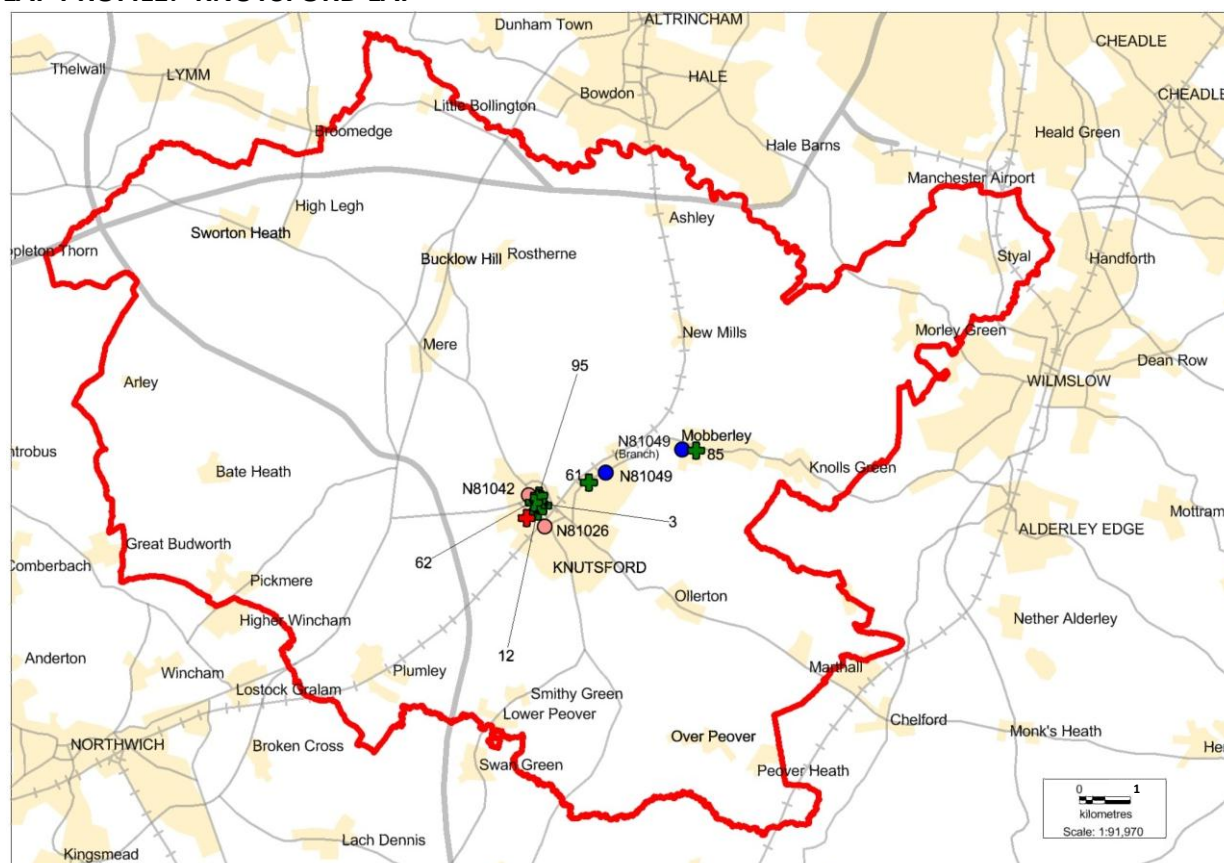 Dunham Town
ALTRINCHAM
CHEADLE
Thelwall
LYMM
HALE
Bowdon
CHEADLE
Little Bollington
Broomedge
Heald Green
Hale Barns
Manchester Airport
High Legh
Ashley
Sworton Heath
ppleton Thorn
Rostherne
Bucklow Hill
Styal
Handforth
New Mills
Morley Green
Mere
Dean Row
95
Arley
WILMSLOW
N81049
(Branch)
Mobberley
85
ntrobus
Bate Heath
61
N81049
Knolls Green
N81042
Mottram
3
N81026
ALDERLEY EDGE
Great Budworth
62
Comberbach
Pickmere
KNUTSFORD
Ollerton
Higher Wincham
Nether Alderley
12
Anderton
Wincham
Plumley
Marthall
Lostock Gralam
Smithy Green
Lower Peover
Chelford
Monk's Heath
NORTHWICH
Broken Cross
Over Peover
He
Swan Green
Peover Heath
0 1
kilometres
Scale: 1:91,970
Lach Dennis
Kingsmead